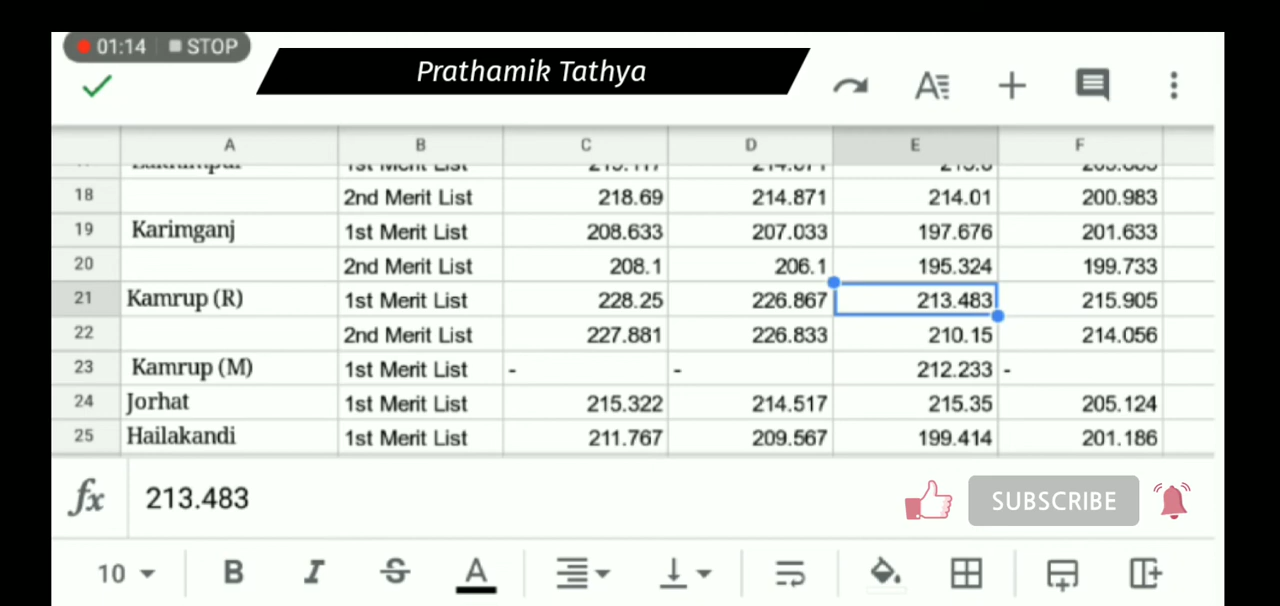 01:14 STOP
Prathamik Tathya
A B C D E F
18 2nd Merit List 218.69 214.871 214.01 200.983
19 Karimganj 1st Merit List 208.633 207.033 197.676 201.633
20 2nd Merit List 208.1 206.1 195.324 199.733
21 Kamrup (R) 1st Merit List 228.25 226.867 213.483 215.905
22 2nd Merit List 227.881 226.833 210.15 214.056
23 Kamrup (M) 1st Merit List - - 212.233 -
24 Jorhat 1st Merit List 215.322 214.517 215.35 205.124
25 Hailakandi 1st Merit List 211.767 209.567 199.414 201.186
fx 213.483
SUBSCRIBE
10 B I S A